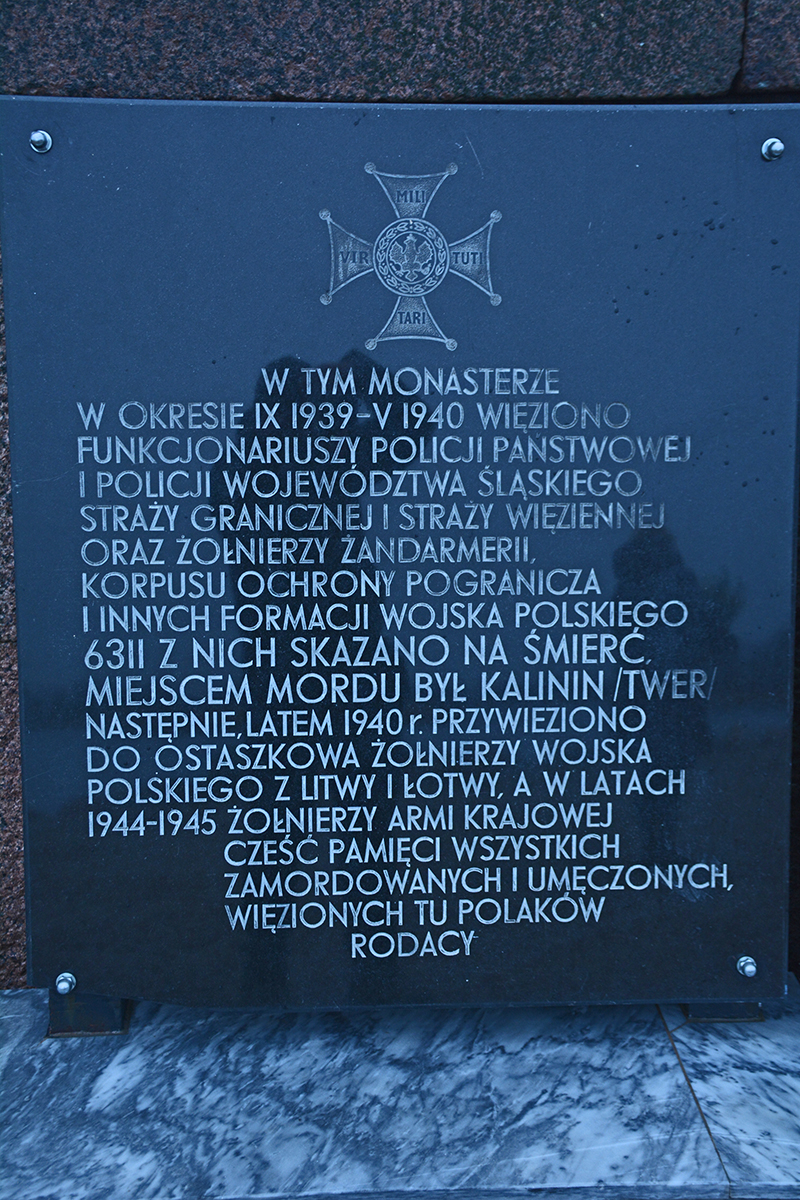 MILI
VIR TUTI
TARI
W TYM MONASTERZE
W OKRESIE IX 1939-V 1940 WIĘZIONO
FUNKCJONARIUSZY POLICJI PAŃSTWOWEJ
I POLICJI WOJEWÓDZTWA ŚLĄSKIEGO
STRAŻY GRANICZNEJ I STRAŻY WIĘZIENNEJ
ORAZ ŻOŁNIERZY ŻANDARMERII,
KORPUSU OCHRONY POGRANICZA
I INNYCH FORMACJI WOJSKA POLSKIEGO
6311 Z NICH SKAZANO NA ŚMIERĆ,
MIEJSCEM MORDU BYŁ KALININ /TWER/
NASTĘPNIE, LATEM 1940 r. PRZYWIEZIONO
DO OSTASZKOWA ŻOŁNIERZY WOJSKA
POLSKIEGO Z LITWY I ŁOTWY, A W LATACH
1944-1945 ŻOŁNIERZY ARMI KRAJOWEJ
CZEŚĆ PAMIĘCI WSZYSTKICH
ZAMORDOWANYCH I UMĘCZONYCH,
WIĘZIONYCH TU POLAKÓW
RODACY